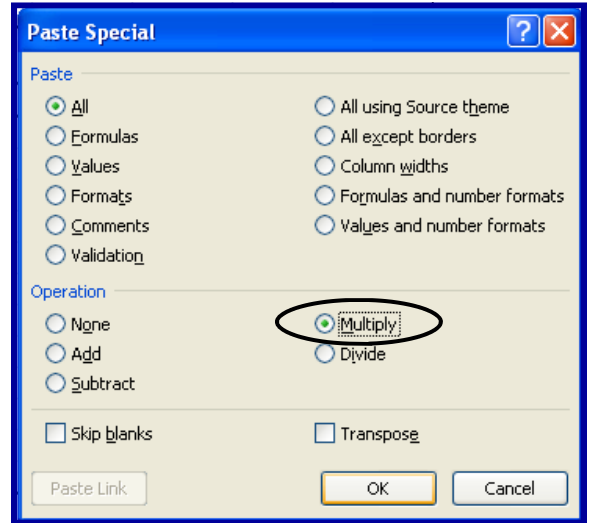 Paste Special
Paste
All
All using Source theme
Formulas
All except borders
Values
Column widths
Formats
Formulas and number formats
Comments
Values and number formats
Validation
Operation
None
Multiply
Add
Divide
Subtract
Skip blanks
Transpose
Paste Link
OK
Cancel